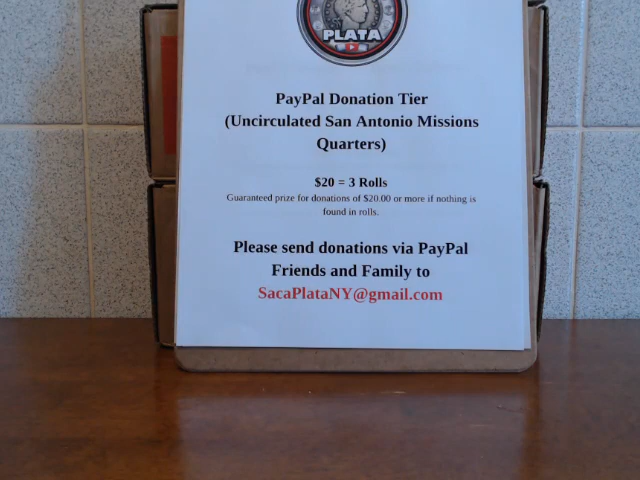 PLATA
PayPal Donation Tier
(Uncirculated San Antonio Missions
Quarters)
$20 = 3 Rolls
Guaranteed prize for donations of $20.00 or more if nothing is
found in rolls.
Please send donations via PayPal
Friends and Family to
SacaPlataNY@gmail.com